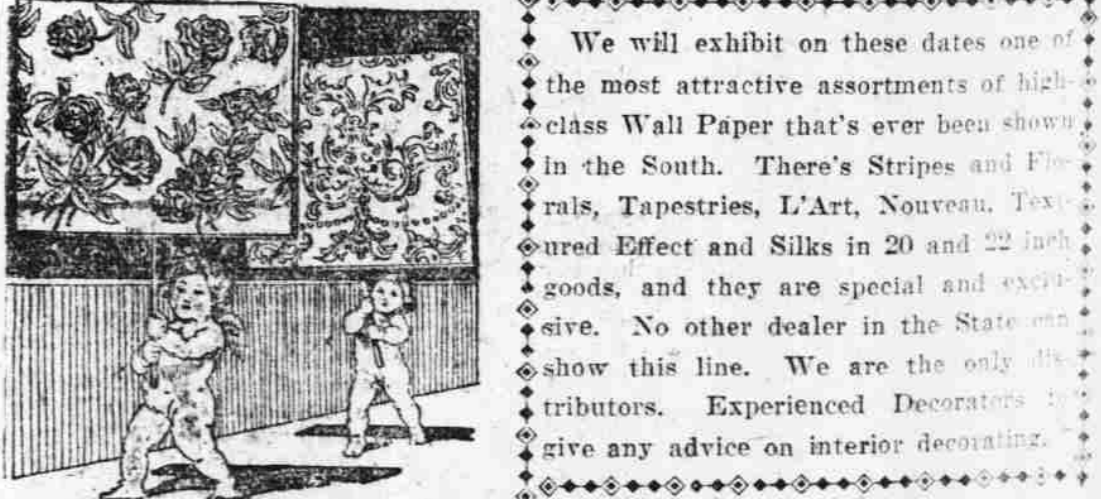 We will exhibit on these dates one of
the most attractive assortments of high-
class Wall Paper that's ever been shown
in the South. There's Stripes and Flo-
rals, Tapestries, L'Art, Nouveau, Text-
ured Effect and Silks in 20 and 22 inch
goods, and they are special and exclu-
sive. No other dealer in the State can
show this line. We are the only dis-
tributors. Experienced Decorators to
give any advice on interior decorating.